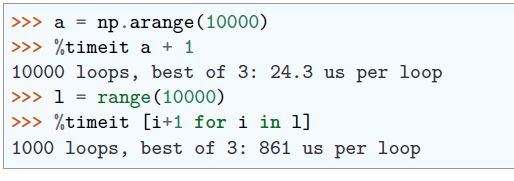 >>> a = np.arange(10000)
>>> %timeit a + 1
10000 loops, best of 3: 24.3 us per loop
>>> l = range(10000)
>>> %timeit [i+1 for i in l]
1000 loops, best of 3: 861 us per loop